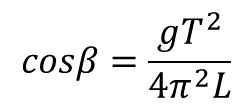 cosβ = gT² / 4π²L